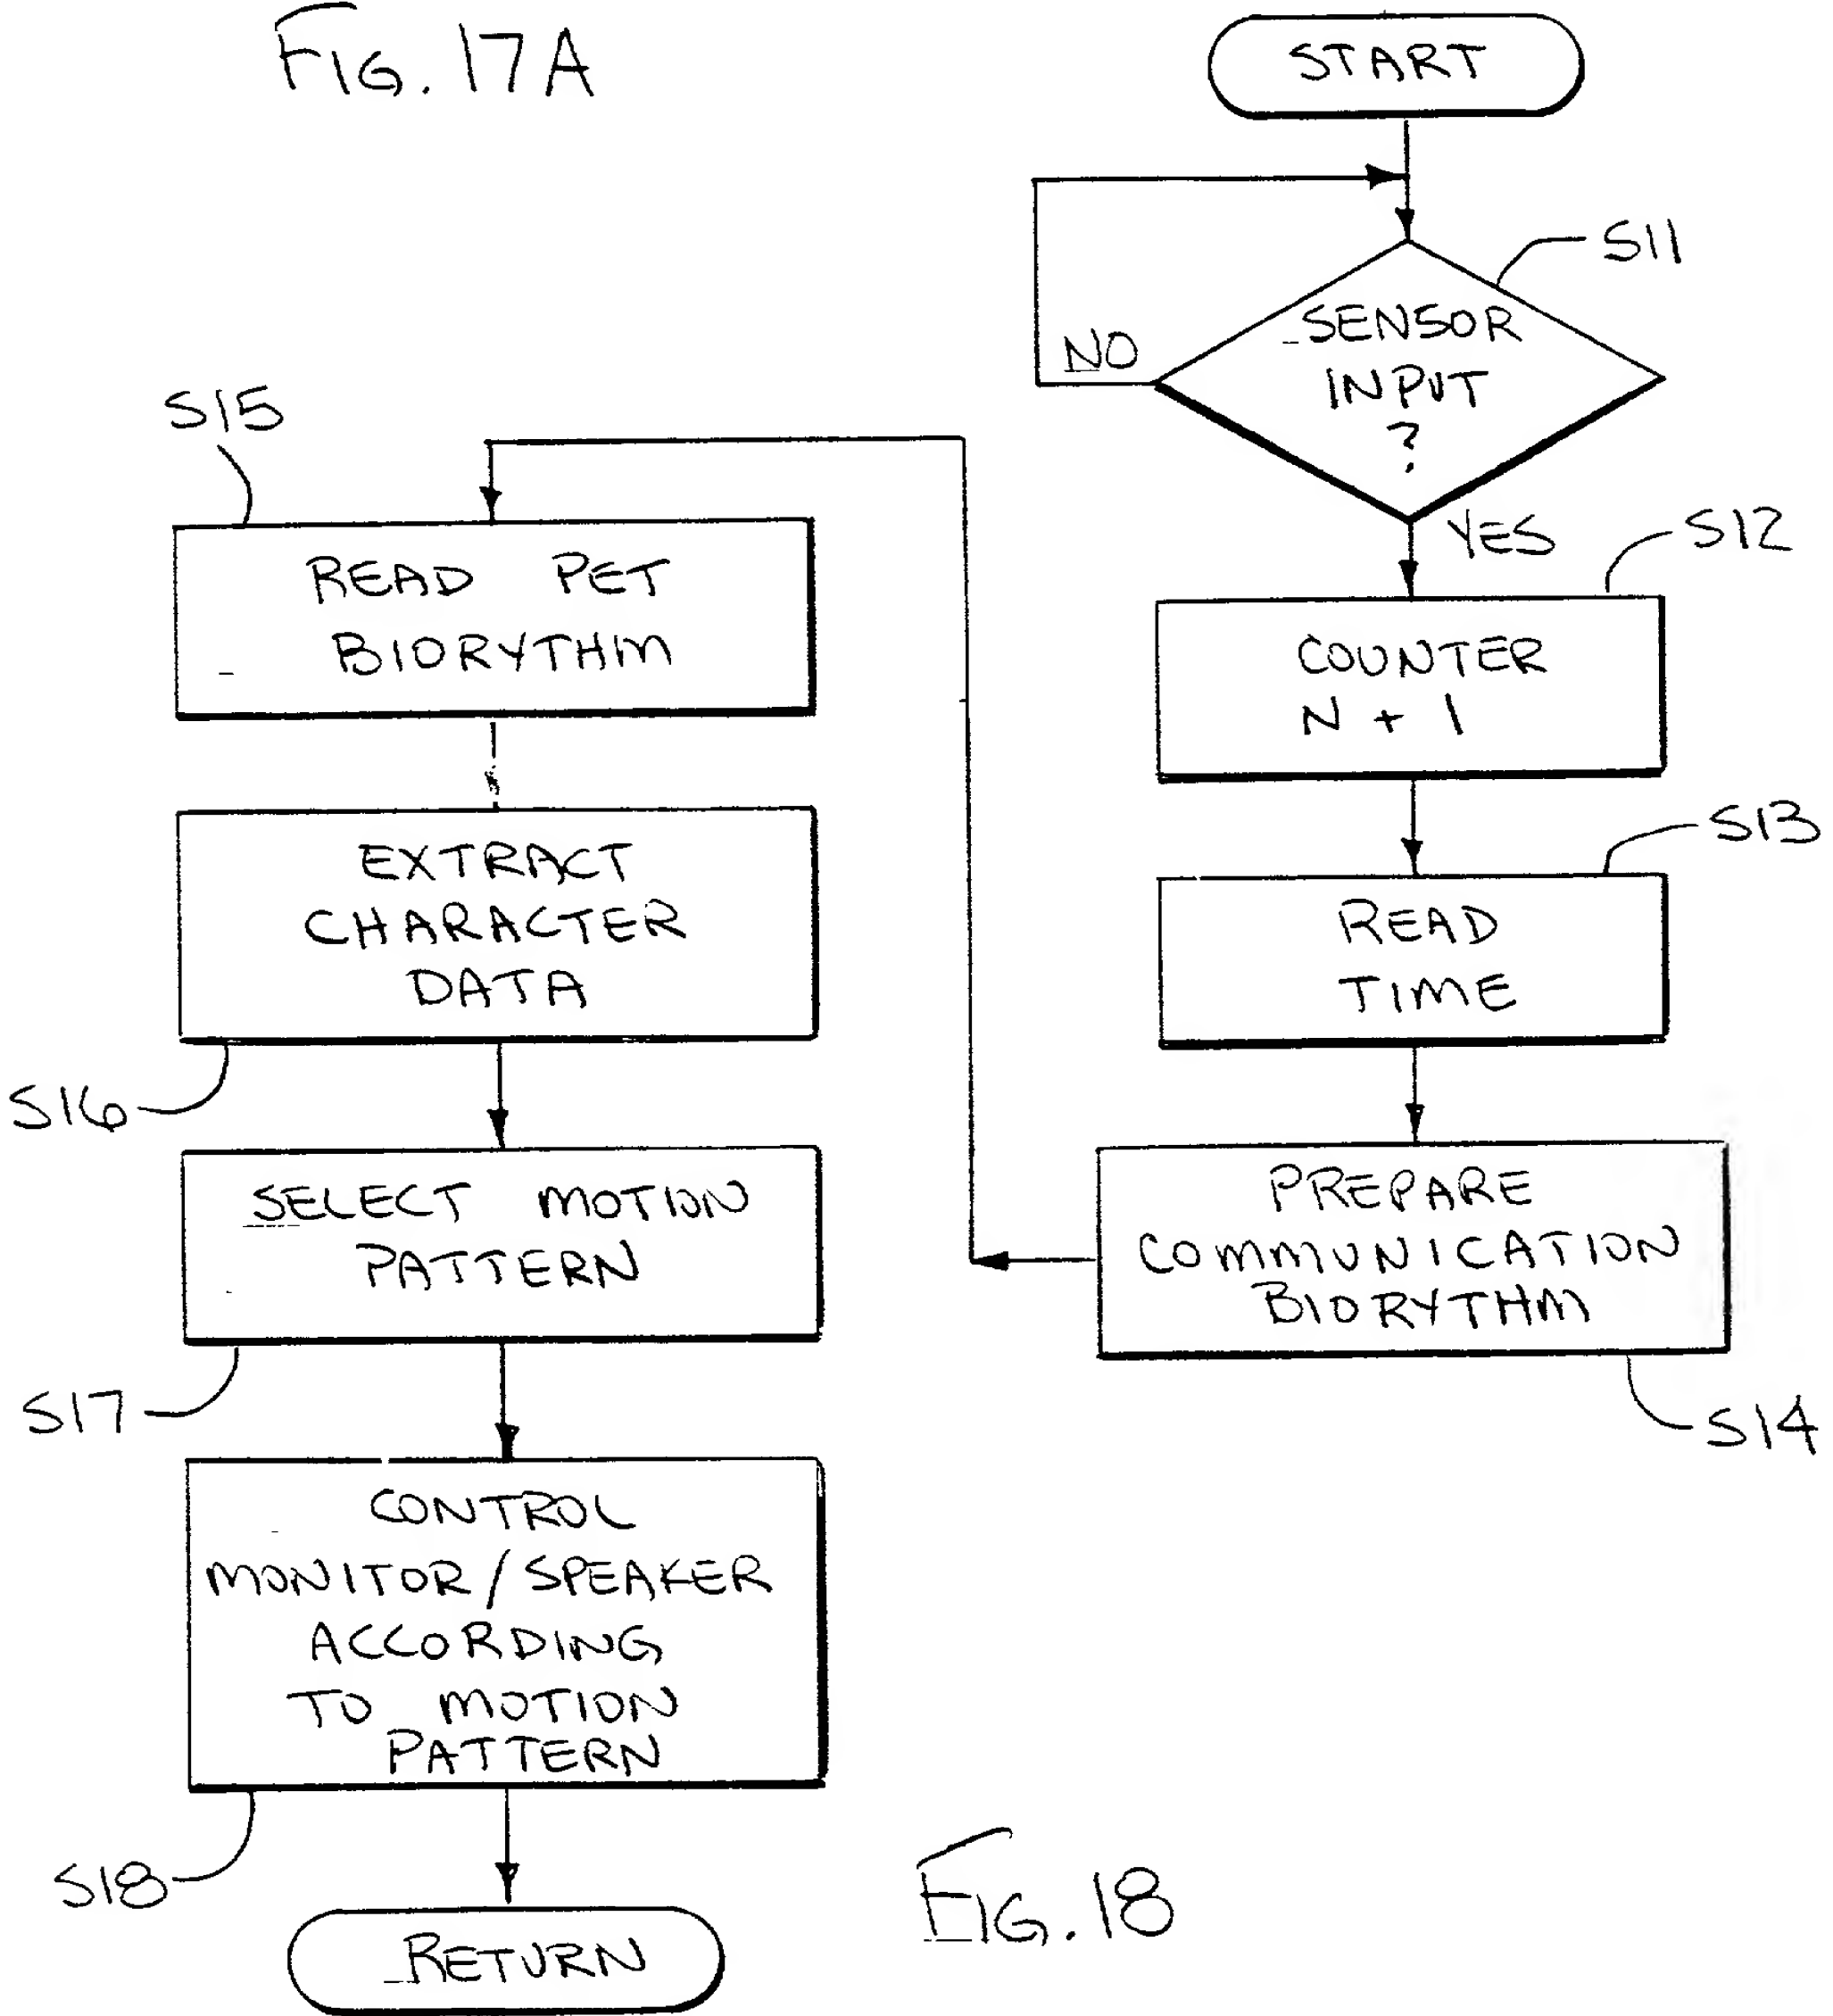 FIG. 17A
START
S11
SENSOR
INPUT
?
NO
YES
S12
COUNTER
N + 1
S13
READ
TIME
PREPARE
COMMUNICATION
BIORYTHM
S14
S15
READ PET
BIORYTHM
EXTRACT
CHARACTER
DATA
S16
SELECT MOTION
PATTERN
S17
CONTROL
MONITOR/SPEAKER
ACCORDING
TO MOTION
PATTERN
S18
RETURN
FIG. 18